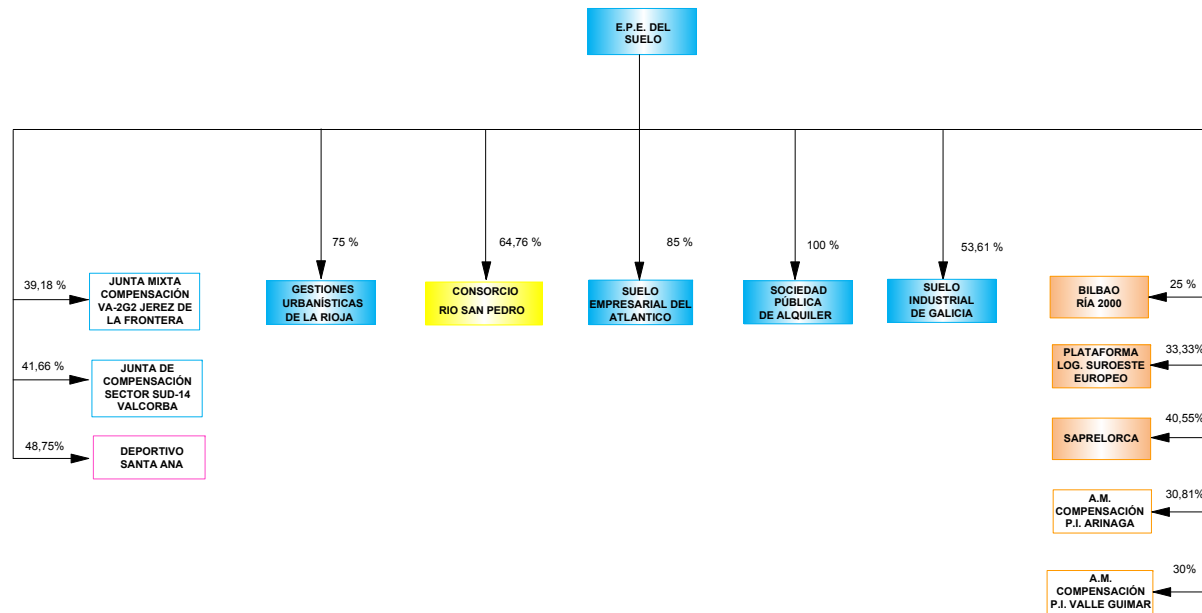 E.P.E. DEL
SUELO
39,18 %
JUNTA MIXTA
COMPENSACIÓN
VA-2G2 JEREZ DE
LA FRONTERA
41,66 %
JUNTA DE
COMPENSACIÓN
SECTOR SUD-14
VALCORBA
48,75%
DEPORTIVO
SANTA ANA
75 %
GESTIONES
URBANÍSTICAS
DE LA RIOJA
64,76 %
CONSORCIO
RIO SAN PEDRO
85 %
SUELO
EMPRESARIAL DEL
ATLANTICO
100 %
SOCIEDAD
PÚBLICA
DE ALQUILER
53,61 %
SUELO
INDUSTRIAL
DE GALICIA
25 %
BILBAO
RÍA 2000
33,33%
PLATAFORMA
LOG. SUROESTE
EUROPEO
40,55%
SAPRELORCA
30,81%
A.M.
COMPENSACIÓN
P.I. ARINAGA
30%
A.M.
COMPENSACIÓN
P.I. VALLE GUIMAR